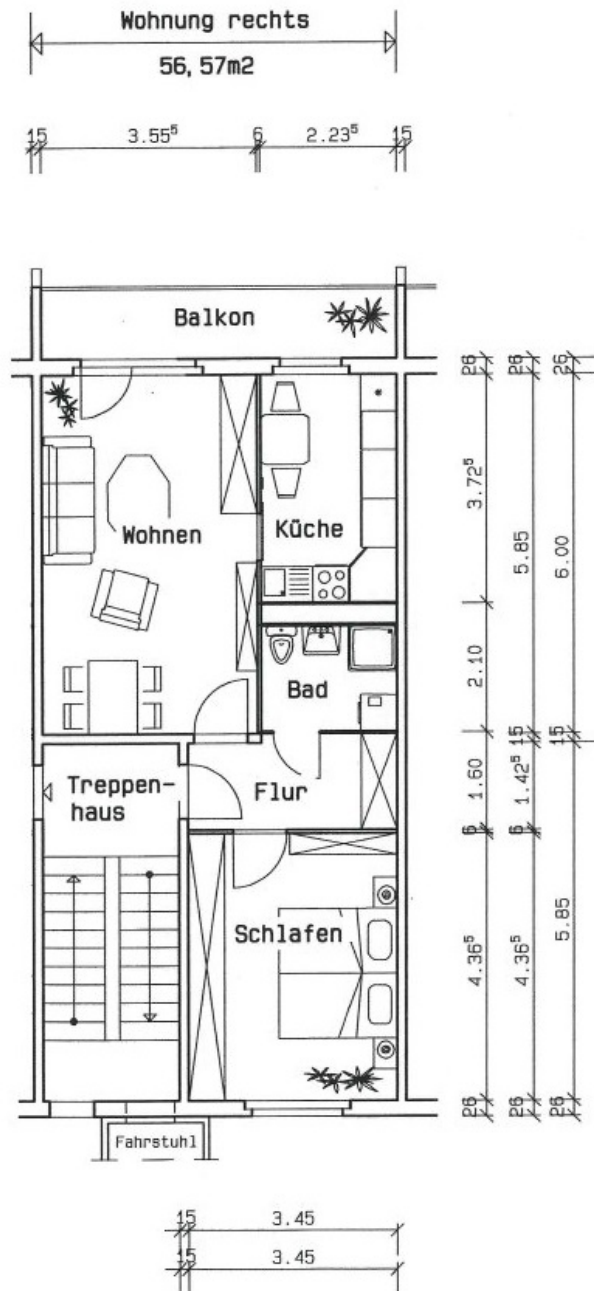 Wohnung rechts
56,57m2
15 3.55⁵ 6 2.23⁵ 15
Balkon
26 26 26
3.72⁵ 5.85 6.00
Wohnen
Küche
2.10
Bad
15 15
Treppen-
haus
Flur
1.60 1.42⁵
6 6
Schlafen
4.36⁵ 4.36⁵ 5.85
26 26 26
Fahrstuhl
15 3.45
15 3.45